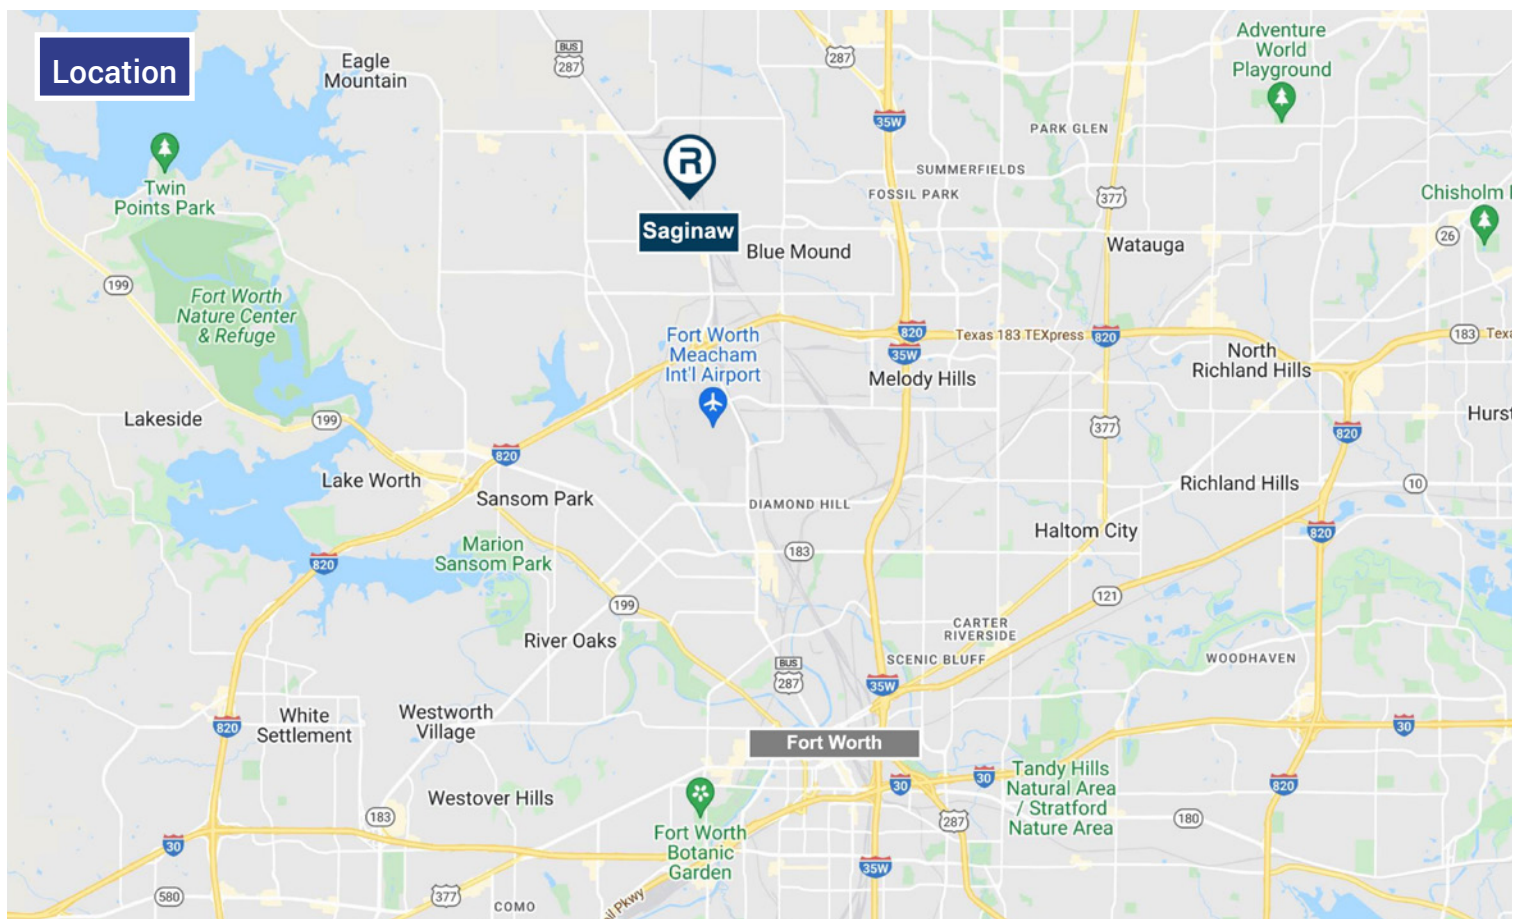 Location
Eagle
Mountain
BUS
287
287
Adventure
World
Playground
35W
PARK GLEN
R
Twin
Points Park
SUMMERFIELDS
FOSSIL PARK
377
Chisholm
Saginaw
Blue Mound
Watauga
26
199
Fort Worth
Nature Center
& Refuge
Fort Worth
Meacham
Int'l Airport
820
35W
Texas 183 TEXpress
820
183
North
Richland Hills
Melody Hills
Lakeside
199
377
820
Hurst
820
Lake Worth
Sansom Park
Richland Hills
10
DIAMOND HILL
Haltom City
820
183
820
Marion
Sansom Park
199
121
River Oaks
CARTER
RIVERSIDE
SCENIC BLUFF
WOODHAVEN
BUS
287
35W
White
Settlement
Westworth
Village
820
30
Fort Worth
30
30
820
Tandy Hills
Natural Area
/ Stratford
Nature Area
Westover Hills
183
287
180
30
Fort Worth
Botanic
Garden
35W
580
377
COMO
Pkwy